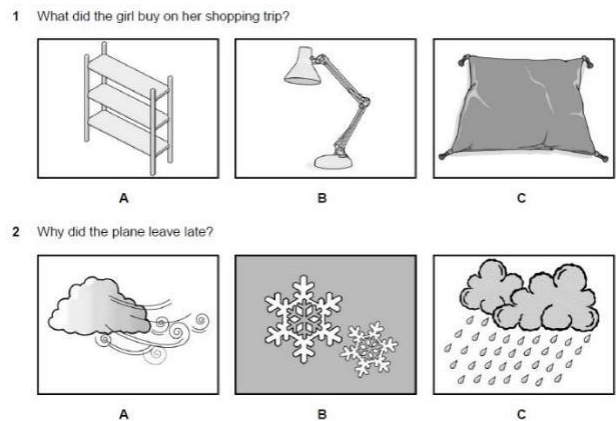 1 What did the girl buy on her shopping trip?
A B C
2 Why did the plane leave late?
A B C